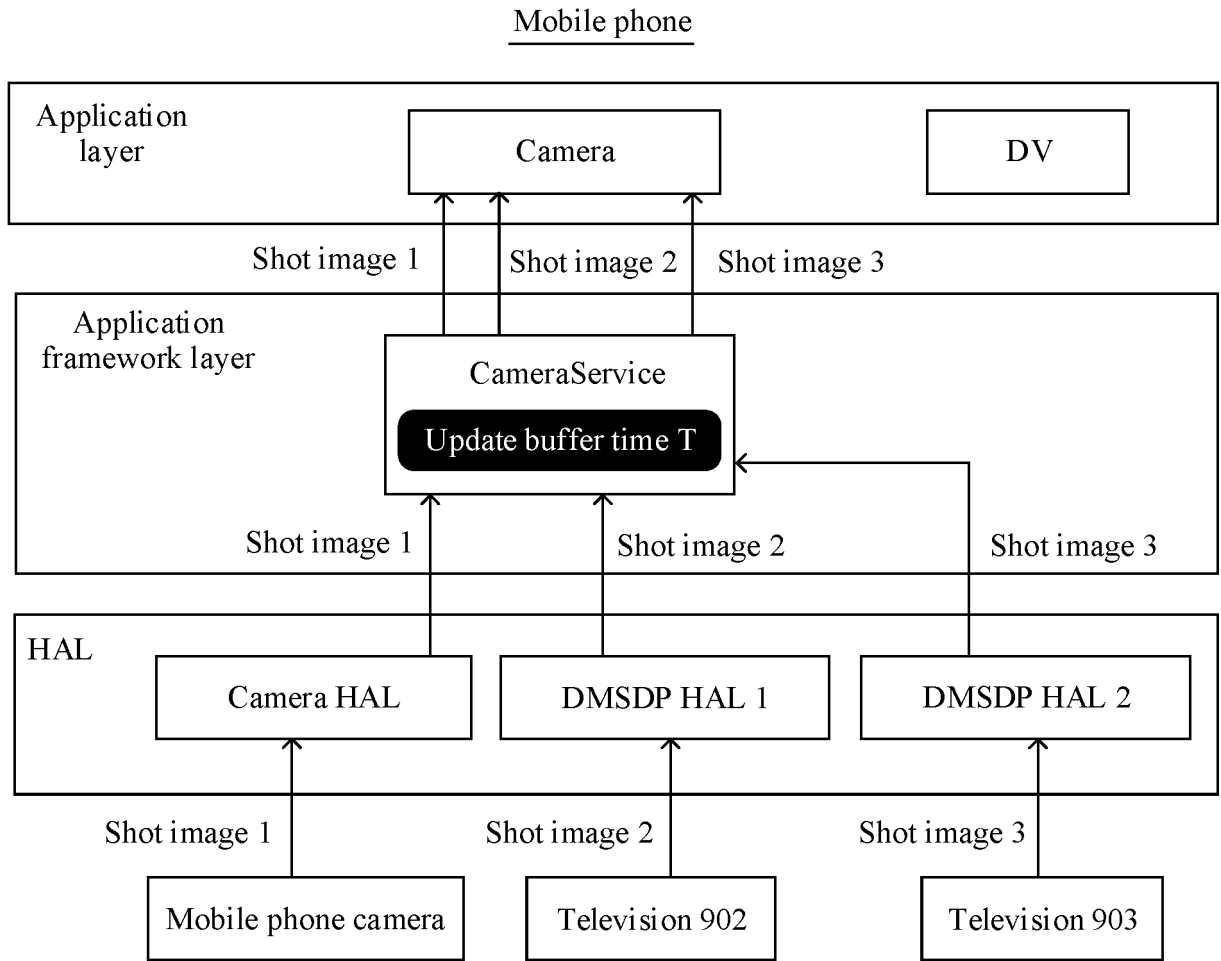 Mobile phone
Application
layer
Camera
DV
Shot image 1
Shot image 2
Shot image 3
Application
framework layer
CameraService
Update buffer time T
Shot image 1
Shot image 2
Shot image 3
HAL
Camera HAL
DMSDP HAL 1
DMSDP HAL 2
Shot image 1
Shot image 2
Shot image 3
Mobile phone camera
Television 902
Television 903